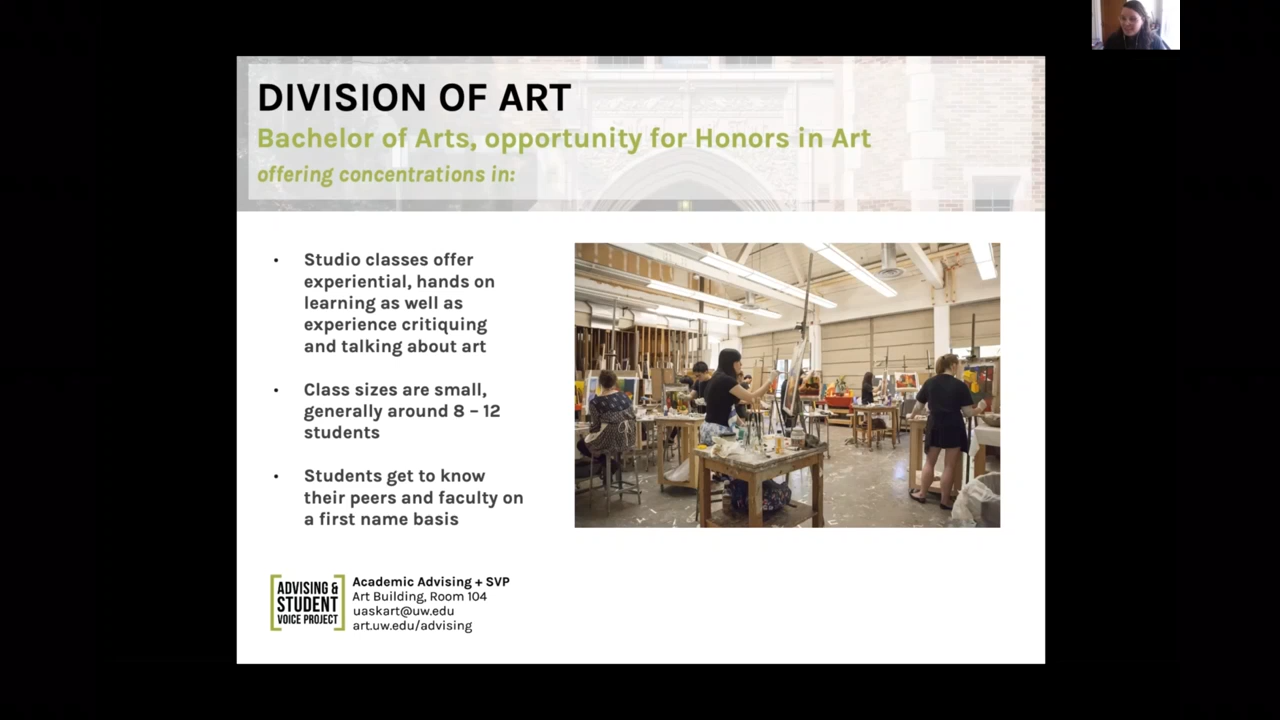 DIVISION OF ART
Bachelor of Arts, opportunity for Honors in Art
offering concentrations in:
• Studio classes offer
experiential, hands on
learning as well as
experience critiquing
and talking about art
• Class sizes are small,
generally around 8 – 12
students
• Students get to know
their peers and faculty on
a first name basis
ADVISING &
STUDENT
VOICE PROJECT
Academic Advising + SVP
Art Building, Room 104
uaskart@uw.edu
art.uw.edu/advising